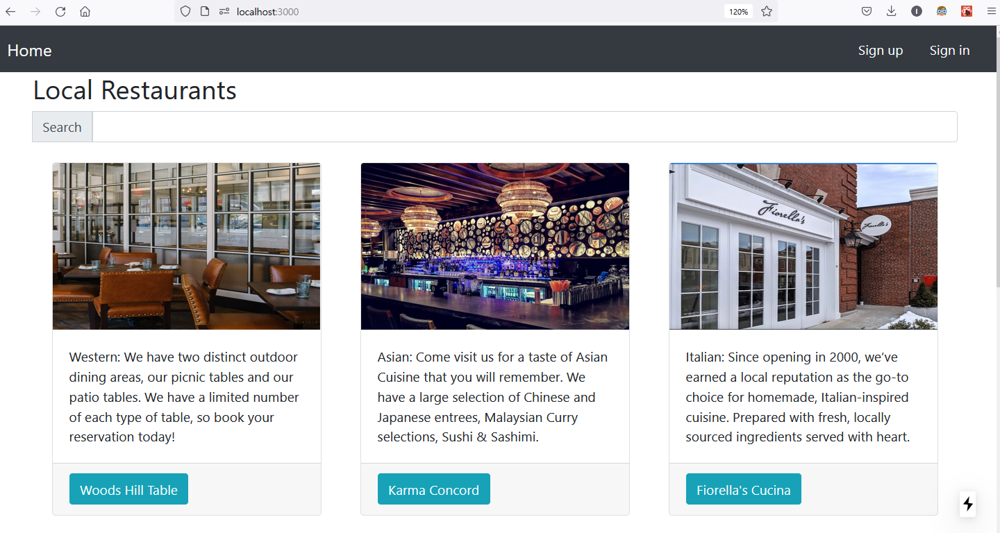 localhost:3000
120%
Home
Sign up
Sign in
Local Restaurants
Search
Fiorella's
Fiorella's
Western: We have two distinct outdoor
dining areas, our picnic tables and our
patio tables. We have a limited number
of each type of table, so book your
reservation today!
Woods Hill Table
Asian: Come visit us for a taste of Asian
Cuisine that you will remember. We
have a large selection of Chinese and
Japanese entrees, Malaysian Curry
selections, Sushi & Sashimi.
Karma Concord
Italian: Since opening in 2000, we’ve
earned a local reputation as the go-to
choice for homemade, Italian-inspired
cuisine. Prepared with fresh, locally
sourced ingredients served with heart.
Fiorella's Cucina